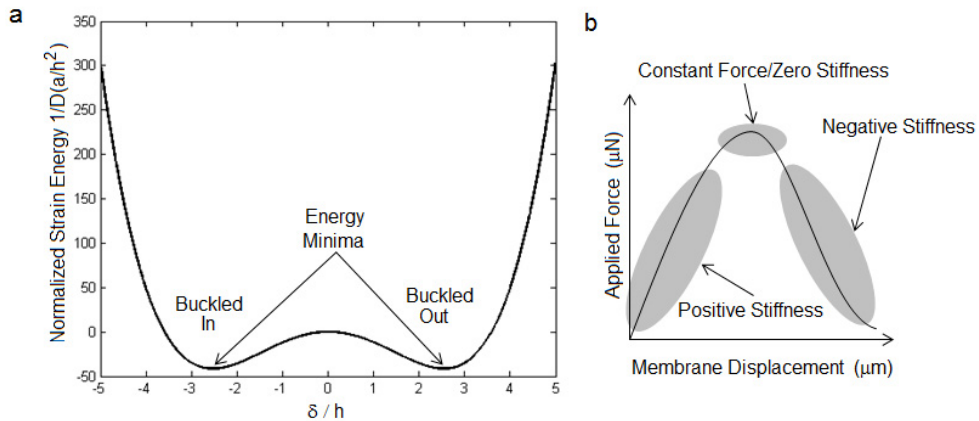 a
Normalized Strain Energy 1/D(a/h²)
350
300
250
200
150
100
50
0
-50
-5
-4
-3
-2
-1
0
1
2
3
4
5
δ / h
Energy
Minima
Buckled
In
Buckled
Out
b
Constant Force/Zero Stiffness
Negative Stiffness
Positive Stiffness
Applied Force (μN)
Membrane Displacement (μm)